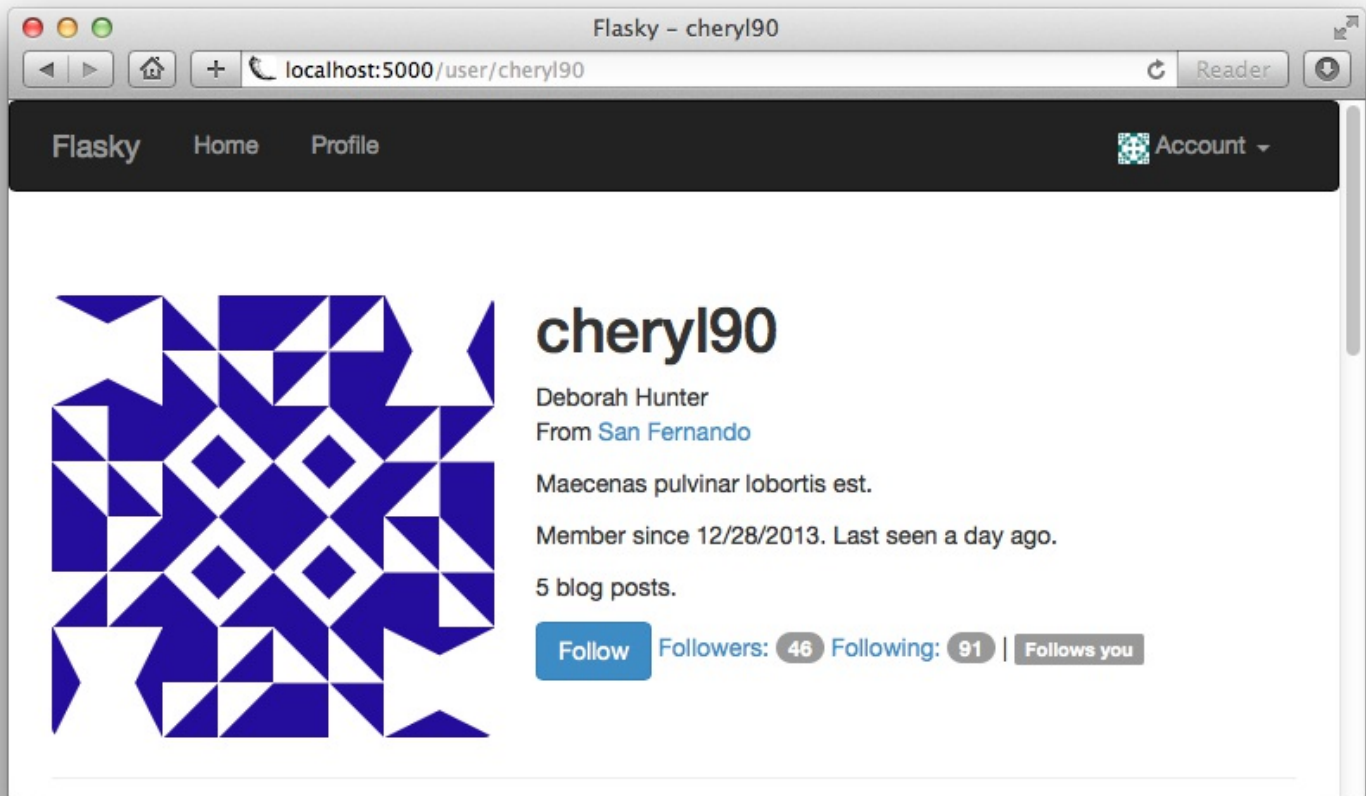 Flasky – cheryl90
localhost:5000/user/cheryl90
Reader
Flasky Home Profile Account
cheryl90
Deborah Hunter
From San Fernando
Maecenas pulvinar lobortis est.
Member since 12/28/2013. Last seen a day ago.
5 blog posts.
Follow Followers: 46 Following: 91 | Follows you